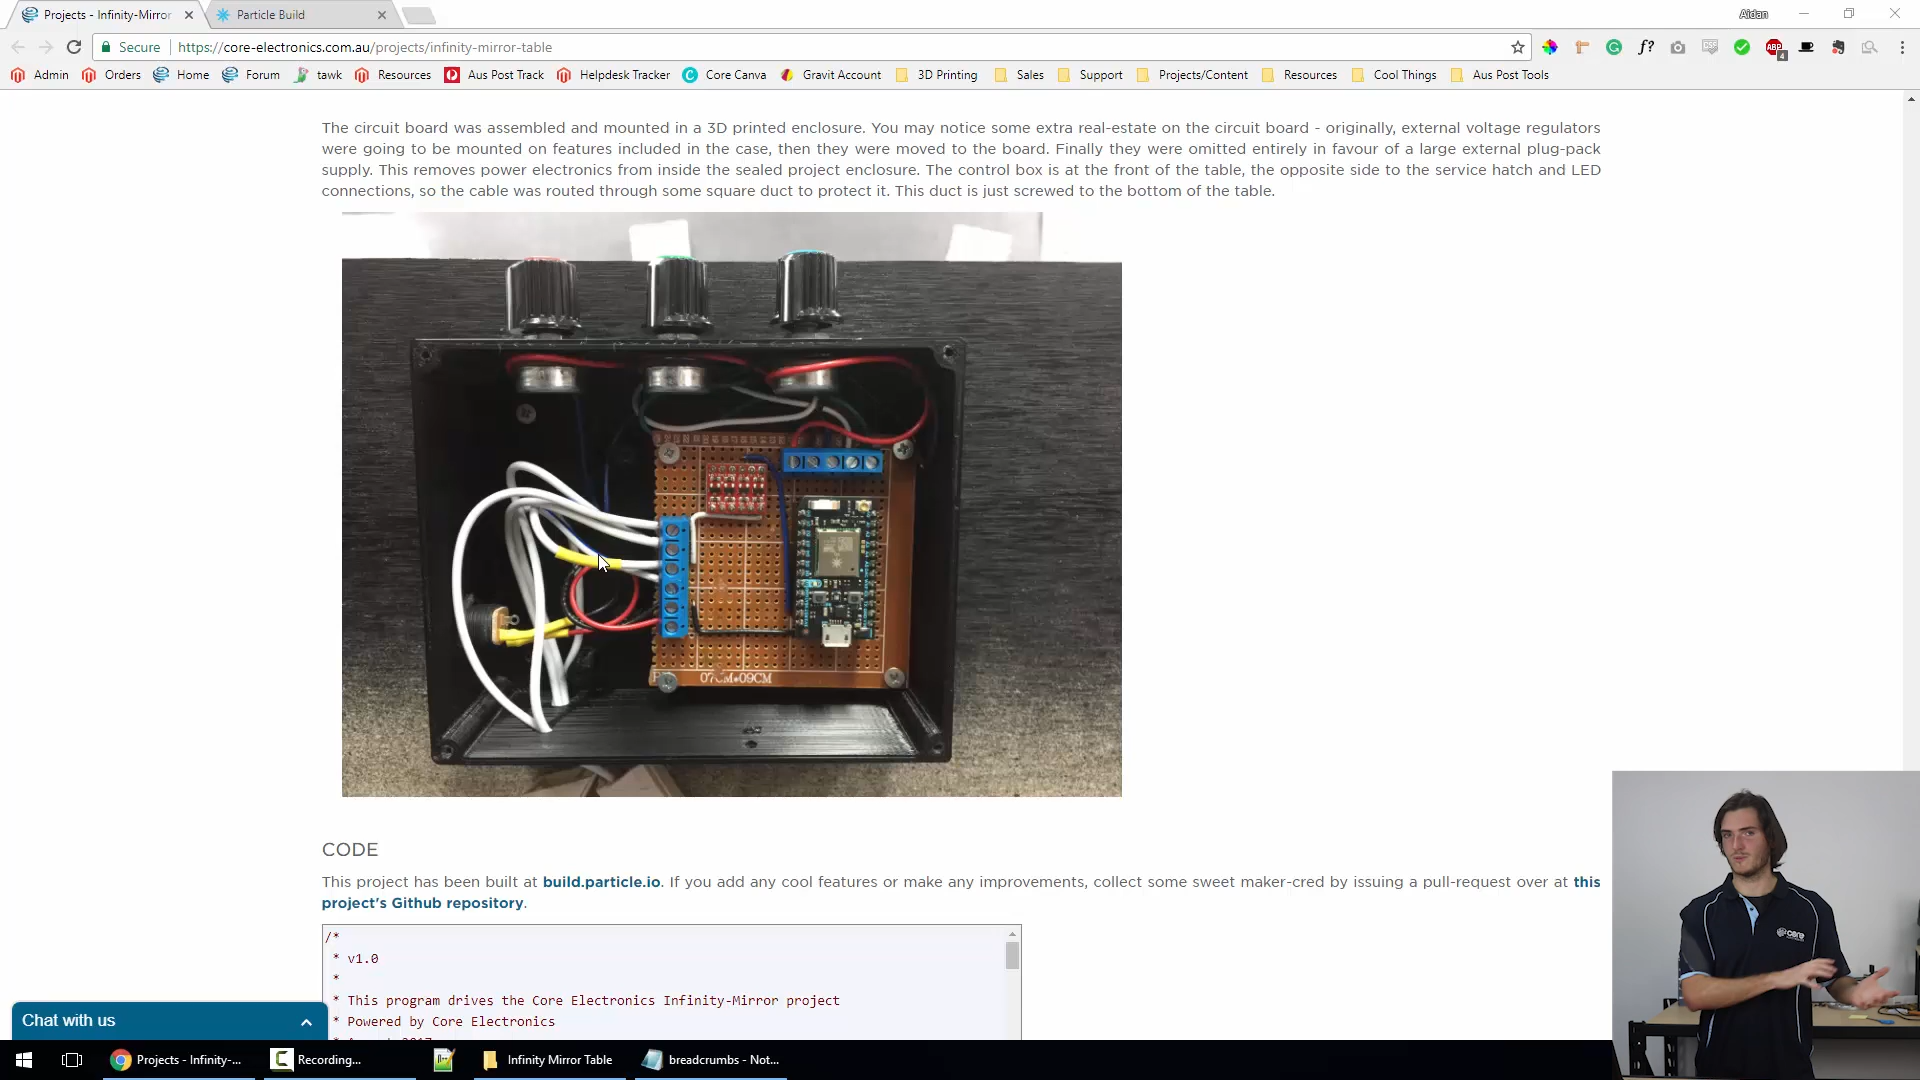 Projects - Infinity-Mirror
Particle Build
Aidan
Secure
https://core-electronics.com.au/projects/infinity-mirror-table
Admin
Orders
Home
Forum
tawk
Resources
Aus Post Track
Helpdesk Tracker
Core Canva
Gravit Account
3D Printing
Sales
Support
Projects/Content
Resources
Cool Things
Aus Post Tools
The circuit board was assembled and mounted in a 3D printed enclosure. You may notice some extra real-estate on the circuit board - originally, external voltage regulators
were going to be mounted on features included in the case, then they were moved to the board. Finally they were omitted entirely in favour of a large external plug-pack
supply. This removes power electronics from inside the sealed project enclosure. The control box is at the front of the table, the opposite side to the service hatch and LED
connections, so the cable was routed through some square duct to protect it. This duct is just screwed to the bottom of the table.
07CM*09CM
CODE
This project has been built at build.particle.io. If you add any cool features or make any improvements, collect some sweet maker-cred by issuing a pull-request over at this
project's Github repository.
/*
* v1.0
*
* This program drives the Core Electronics Infinity-Mirror project
* Powered by Core Electronics
Chat with us
core
Projects - Infinity-...
Recording...
Infinity Mirror Table
breadcrumbs - Not...